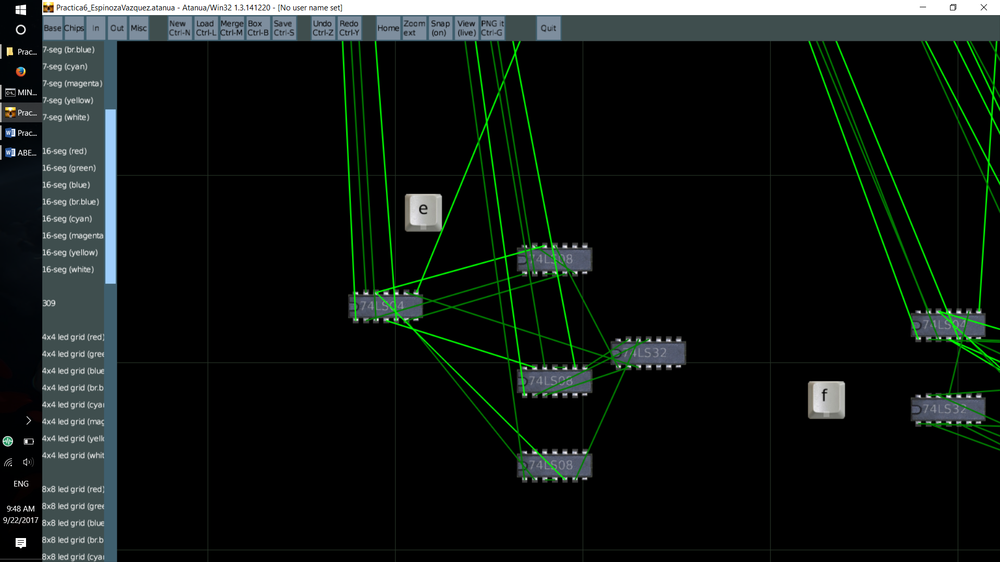 Practica6_EspinozaVazquez.atanua - Atanua/Win32 1.3.141220 - [No user name set]
Base Chips In Out Misc New Ctrl-N Load Ctrl-L Merge Ctrl-M Box Ctrl-B Save Ctrl-S Undo Ctrl-Z Redo Ctrl-Y Home Zoom ext Snap (on) View (live) PNG it Ctrl-G Quit
Prac...
MIN...
Prac...
Prac...
ABE...
ENG
9:48 AM
9/22/2017
7-seg (br.blue)
7-seg (cyan)
7-seg (magenta)
7-seg (yellow)
7-seg (white)
16-seg (red)
16-seg (green)
16-seg (blue)
16-seg (br.blue)
16-seg (cyan)
16-seg (magenta
16-seg (yellow)
16-seg (white)
309
4x4 led grid (red)
4x4 led grid (gree
4x4 led grid (blue
4x4 led grid (br.b
4x4 led grid (cyar
4x4 led grid (mag
4x4 led grid (yello
4x4 led grid (whit
8x8 led grid (red)
8x8 led grid (gree
8x8 led grid (blue
8x8 led grid (br.b
8x8 led grid (cyar
e
74LS08
74LS04
74LS32
74LS08
74LS08
74LS04
f
74LS32